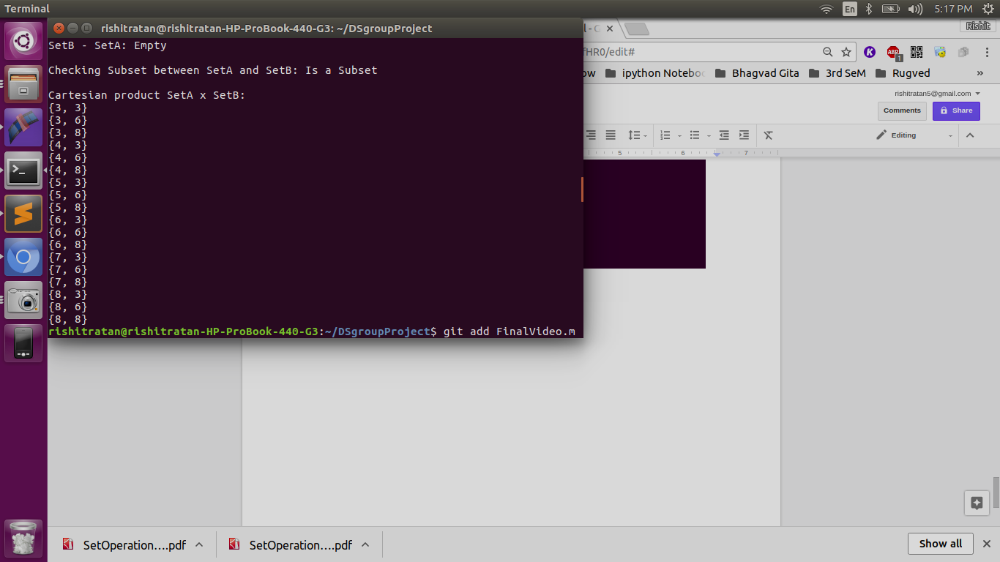 Terminal
En
5:17 PM
rishitratan@rishitratan-HP-ProBook-440-G3: ~/DSgroupProject
Rishit
SetB - SetA: Empty
Checking Subset between SetA and SetB: Is a Subset
Cartesian product SetA x SetB:
{3, 3}
{3, 6}
{3, 8}
{4, 3}
{4, 6}
{4, 8}
{5, 3}
{5, 6}
{5, 8}
{6, 3}
{6, 6}
{6, 8}
{7, 3}
{7, 6}
{7, 8}
{8, 3}
{8, 6}
{8, 8}
rishitratan@rishitratan-HP-ProBook-440-G3:~/DSgroupProject$ git add FinalVideo.m
fHR0/edit#
K
ABP
1
ow
ipython Notebo
Bhagvad Gita
3rd SeM
Rugved
»
rishitratan5@gmail.com
Comments
Share
Editing
5
6
7
SetOperation....pdf
SetOperation....pdf
Show all